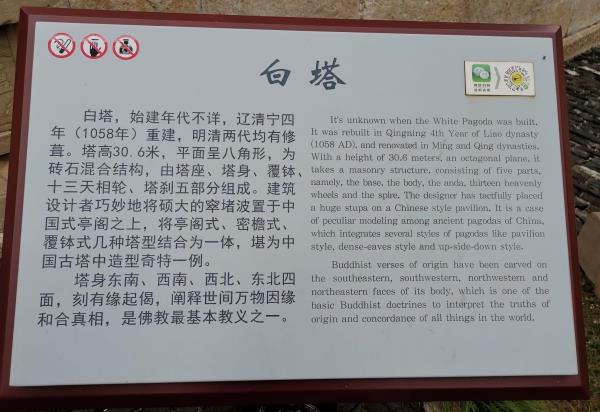 白塔
白塔，始建年代不详，辽清宁四
年（1058年）重建，明清两代均有修
葺。塔高30.6米，平面呈八角形，为
砖石混合结构，由塔座、塔身、覆钵、
十三天相轮、塔刹五部分组成。建筑
设计者巧妙地将硕大的窣堵波置于中
国式亭阁之上，将亭阁式、密檐式、
覆钵式几种塔型结合为一体，堪为中
国古塔中造型奇特一例。
塔身东南、西南、西北、东北四
面，刻有缘起偈，阐释世间万物因缘
和合真相，是佛教最基本教义之一。
It's unknown when the White Pagoda was built.
It was rebuilt in Qingning 4th Year of Liao dynasty
(1058 AD), and renovated in Ming and Qing dynasties.
With a height of 30.6 meters, an octagonal plane, it
takes a masonry structure, consisting of five parts,
namely, the base, the body, the anda, thirteen heavenly
wheels and the spire. The designer has tactfully placed
a huge stupa on a Chinese style pavilion. It is a case
of peculiar modeling among ancient pagodas of China,
which integrates several styles of pagodas like pavilion
style, dense-eaves style and up-side-down style.
Buddhist verses of origin have been carved on
the southeastern, southwestern, northwestern and
northeastern faces of its body, which is one of the
basic Buddhist doctrines to interpret the truths of
origin and concordance of all things in the world.